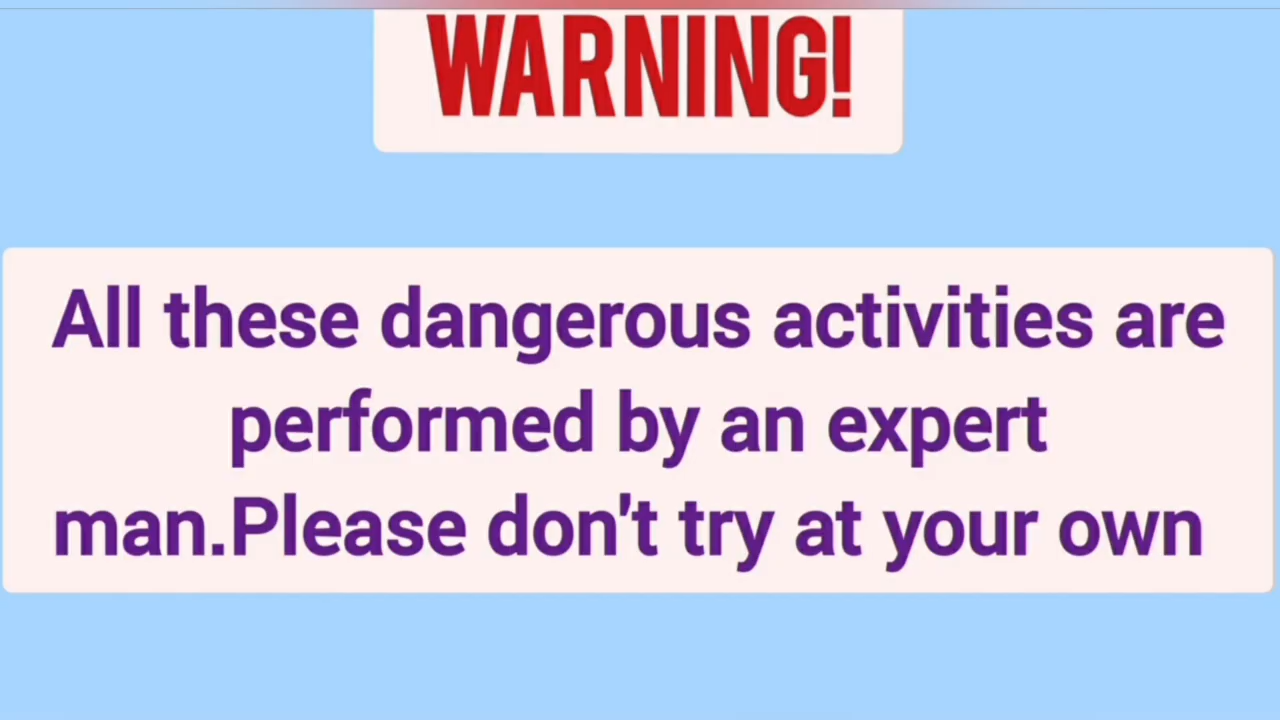 WARNING!
All these dangerous activities are
performed by an expert
man.Please don't try at your own